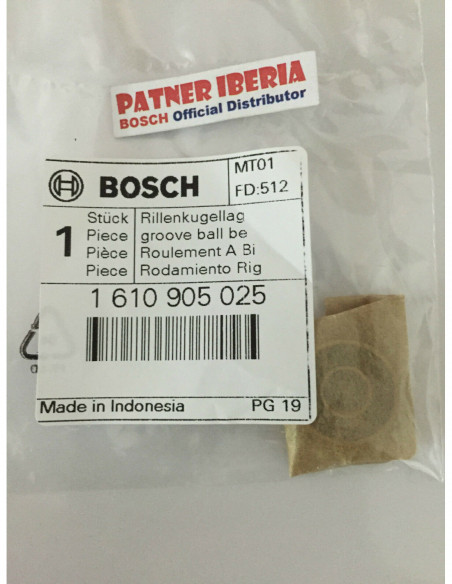 PATNER IBERIA
BOSCH Official Distributor
BOSCH
MT01
FD:512
1
Stück Rillenkugellag
Piece groove ball be
Pièce Roulement A Bi
Piece Rodamiento Rig
1 610 905 025
Made in Indonesia PG 19